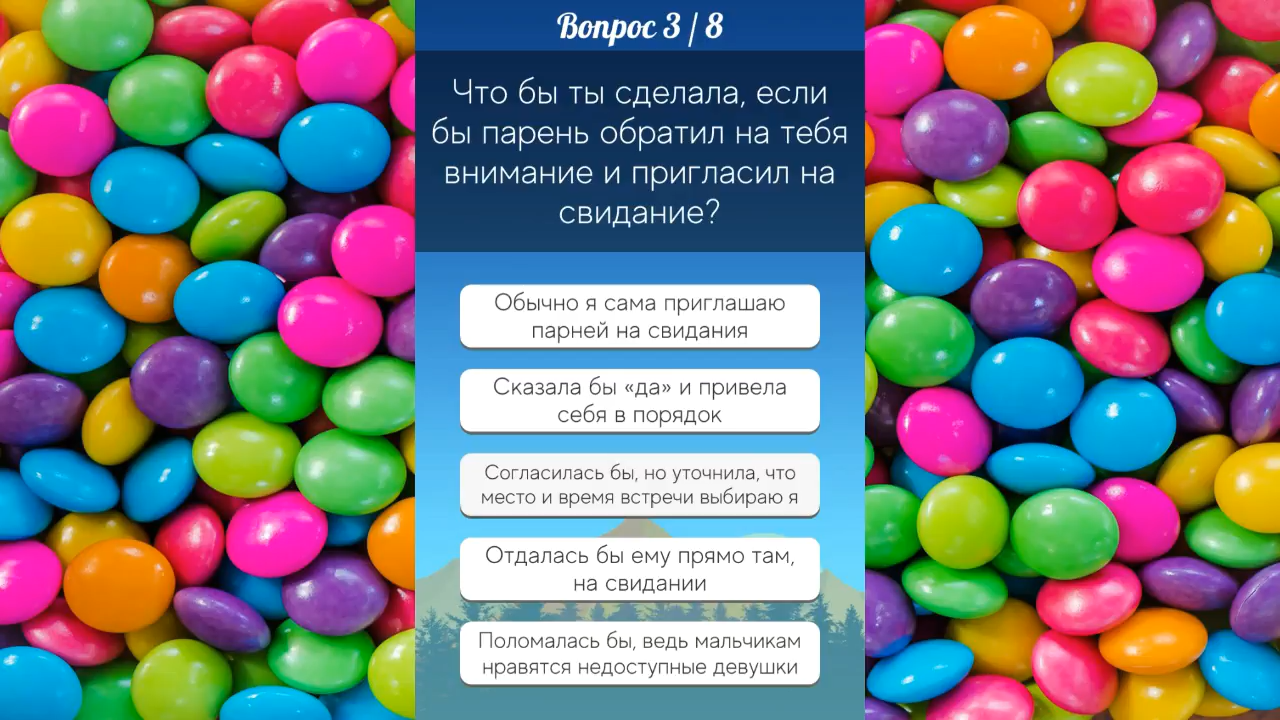 Вопрос 3 / 8
Что бы ты сделала, если
бы парень обратил на тебя
внимание и пригласил на
свидание?
Обычно я сама приглашаю
парней на свидания
Сказала бы «да» и привела
себя в порядок
Согласилась бы, но уточнила, что
место и время встречи выбираю я
Отдалась бы ему прямо там,
на свидании
Поломалась бы, ведь мальчикам
нравятся недоступные девушки